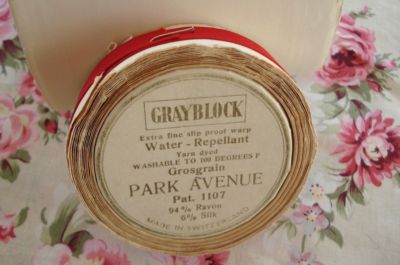 GRAYBLOCK
Extra fine slip proof warp
Water-Repellant
Yarn dyed
WASHABLE TO 100 DEGREES F
Grosgrain
PARK AVENUE
Pat. 1107
94% Rayon
6% Silk
MADE IN SWITZERLAND